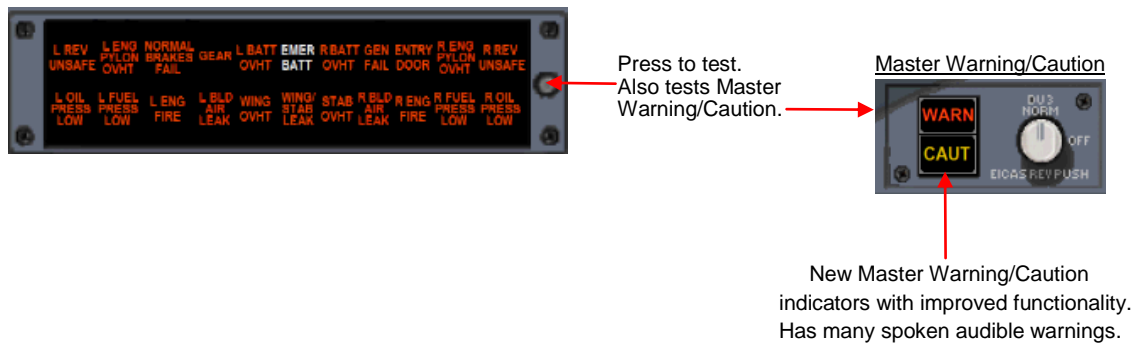 L REV UNSAFE
L ENG PYLON OVHT
NORMAL BRAKES FAIL
GEAR
L BATT OVHT
EMER BATT
R BATT OVHT
GEN FAIL
ENTRY DOOR
R ENG PYLON OVHT
R REV UNSAFE
L OIL PRESS LOW
L FUEL PRESS LOW
L ENG FIRE
L BLD AIR LEAK
WING OVHT
WING/ STAB LEAK
STAB OVHT
R BLD AIR LEAK
R ENG FIRE
R FUEL PRESS LOW
R OIL PRESS LOW
Press to test.
Also tests Master
Warning/Caution.
Master Warning/Caution
WARN
CAUT
DU 3
NORM
OFF
EICAS REV PUSH
New Master Warning/Caution
indicators with improved functionality.
Has many spoken audible warnings.